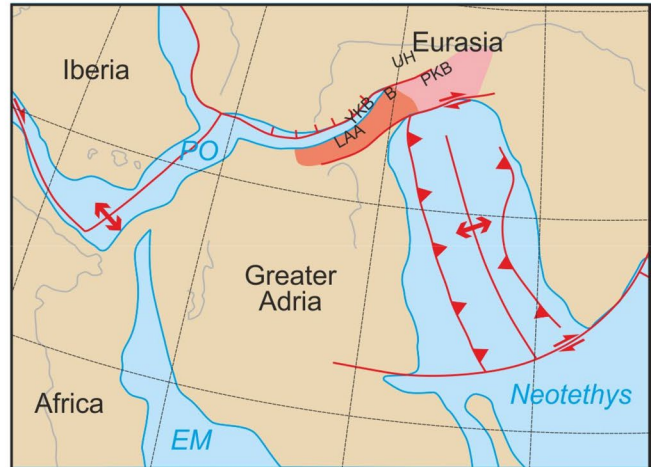 Eurasia
Iberia
UH
PKB
B
YKB
LAA
PO
Greater
Adria
Africa
EM
Neotethys